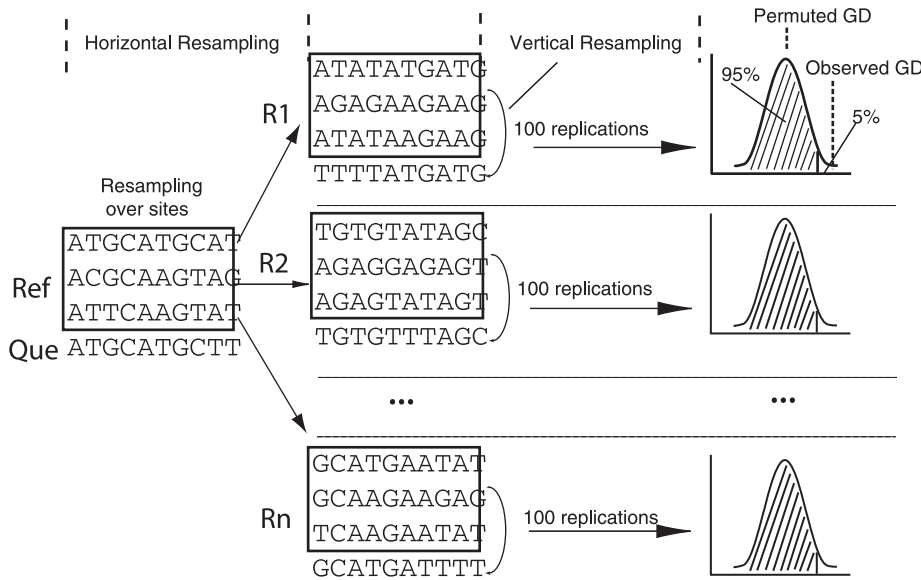 Horizontal Resampling
Vertical Resampling
Permuted GD
Observed GD
95%
5%
R1
ATATATGATG
AGAGAAGAAG
ATATAAGAAG
TTTTATGATG
100 replications
Resampling
over sites
Ref
ATGCATGCAT
ACGCAAGTAG
ATTCAAGTAT
Que
ATGCATGCTT
R2
TGTGTATAGC
AGAGGAGAGT
AGAGTATAGT
TGTGTTTAGC
100 replications
...
...
Rn
GCATGAATAT
GCAAGAAGAG
TCAAGAATAT
GCATGATTTT
100 replications